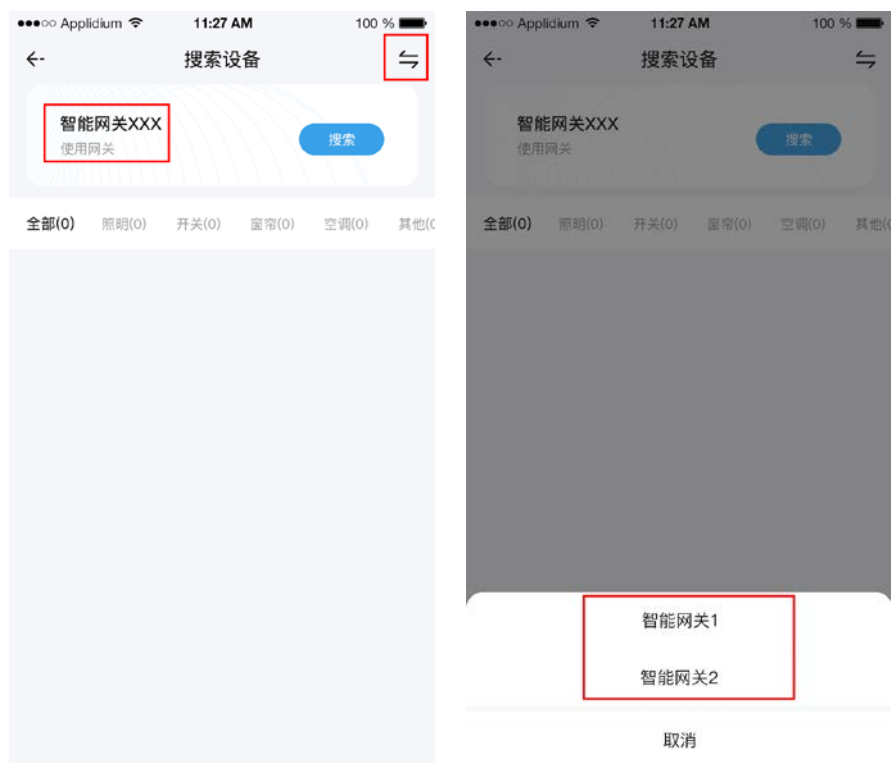 ●●●○○ Applidium 11:27 AM 100 %
搜索设备
智能网关XXX
使用网关
搜索
全部(0) 照明(0) 开关(0) 窗帘(0) 空调(0) 其他(
●●●○○ Applidium 11:27 AM 100 %
搜索设备
智能网关XXX
使用网关
搜索
全部(0) 照明(0) 开关(0) 窗帘(0) 空调(0) 其他(
智能网关1
智能网关2
取消